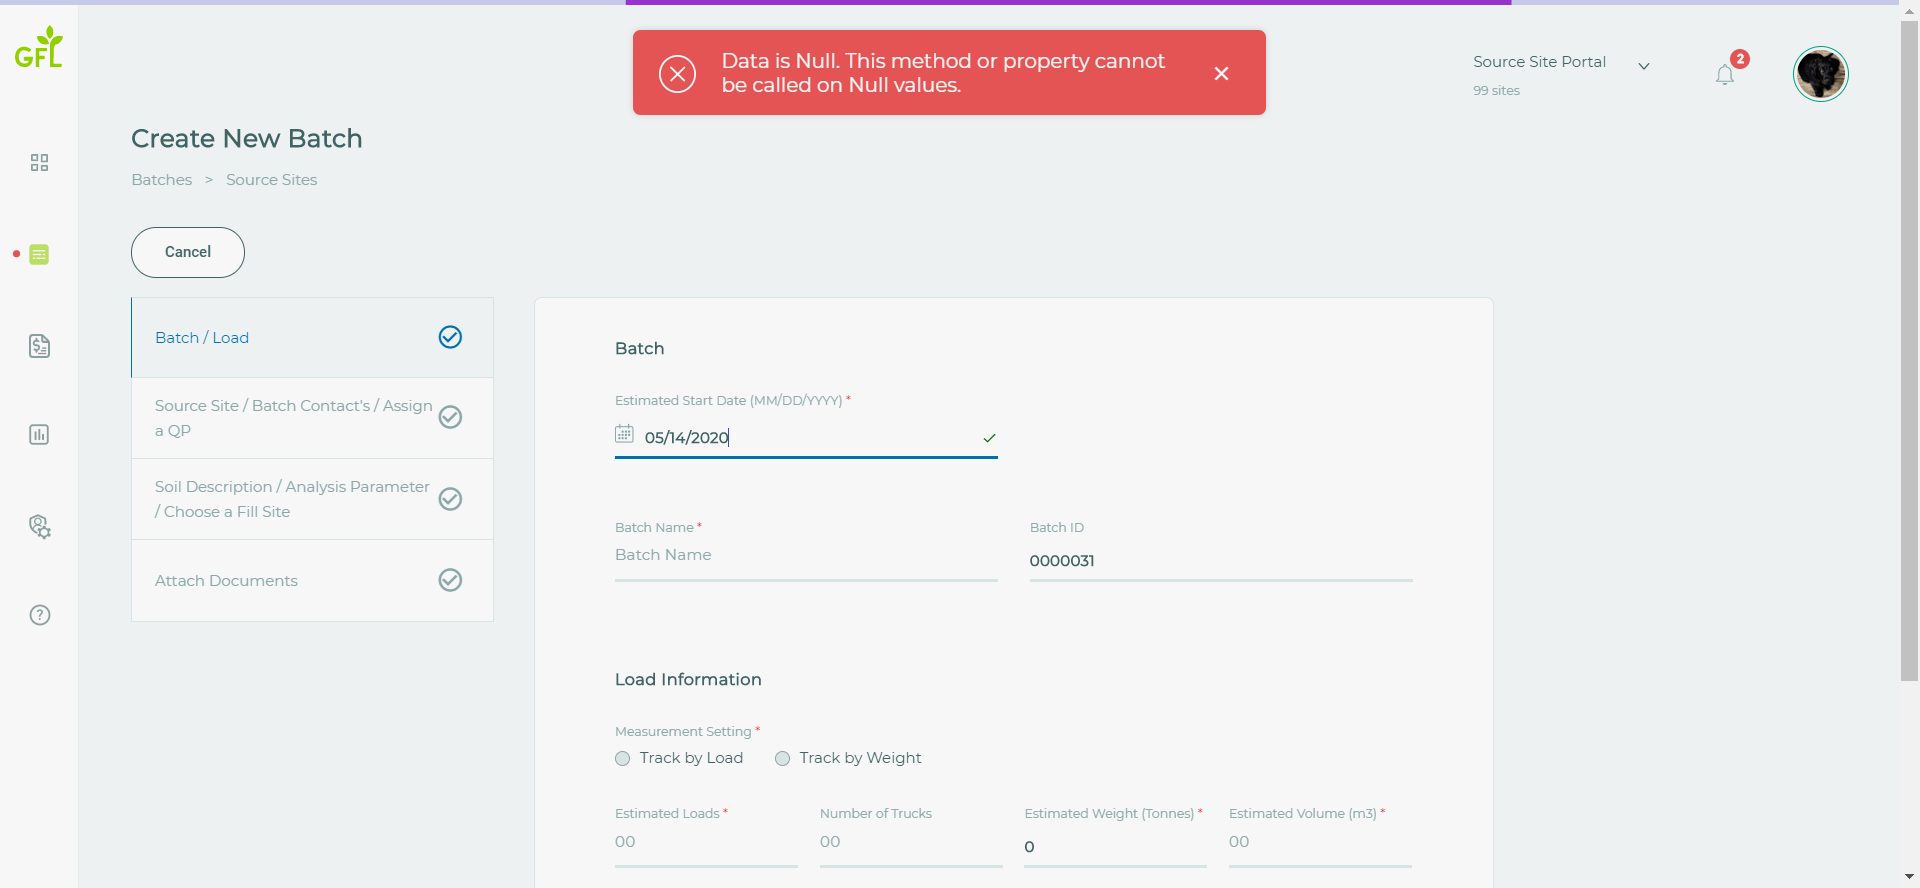 GFL
Data is Null. This method or property cannot
be called on Null values.
Source Site Portal
99 sites
2
Create New Batch
Batches > Source Sites
Cancel
Batch / Load
Source Site / Batch Contact's / Assign
a QP
Soil Description / Analysis Parameter
/ Choose a Fill Site
Attach Documents
Batch
Estimated Start Date (MM/DD/YYYY) *
05/14/2020
Batch Name *
Batch Name
Batch ID
0000031
Load Information
Measurement Setting *
Track by Load
Track by Weight
Estimated Loads *
00
Number of Trucks
00
Estimated Weight (Tonnes) *
0
Estimated Volume (m3) *
00